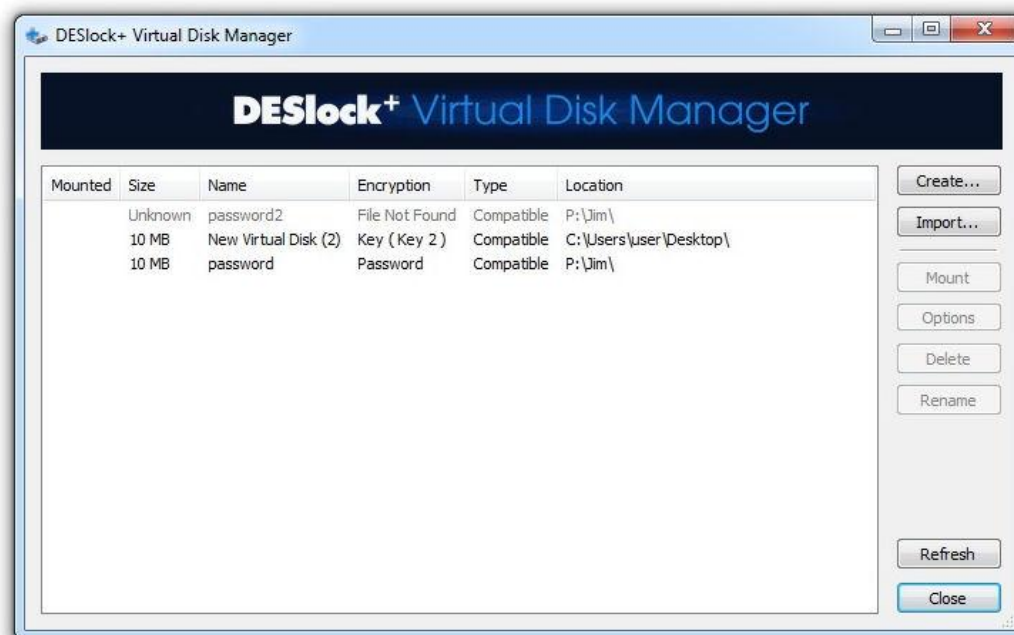 DESlock+ Virtual Disk Manager
DESlock+ Virtual Disk Manager
Mounted Size Name Encryption Type Location
Unknown password2 File Not Found Compatible P:\Jim\
10 MB New Virtual Disk (2) Key ( Key 2 ) Compatible C:\Users\user\Desktop\
10 MB password Password Compatible P:\Jim\
Create...
Import...
Mount
Options
Delete
Rename
Refresh
Close